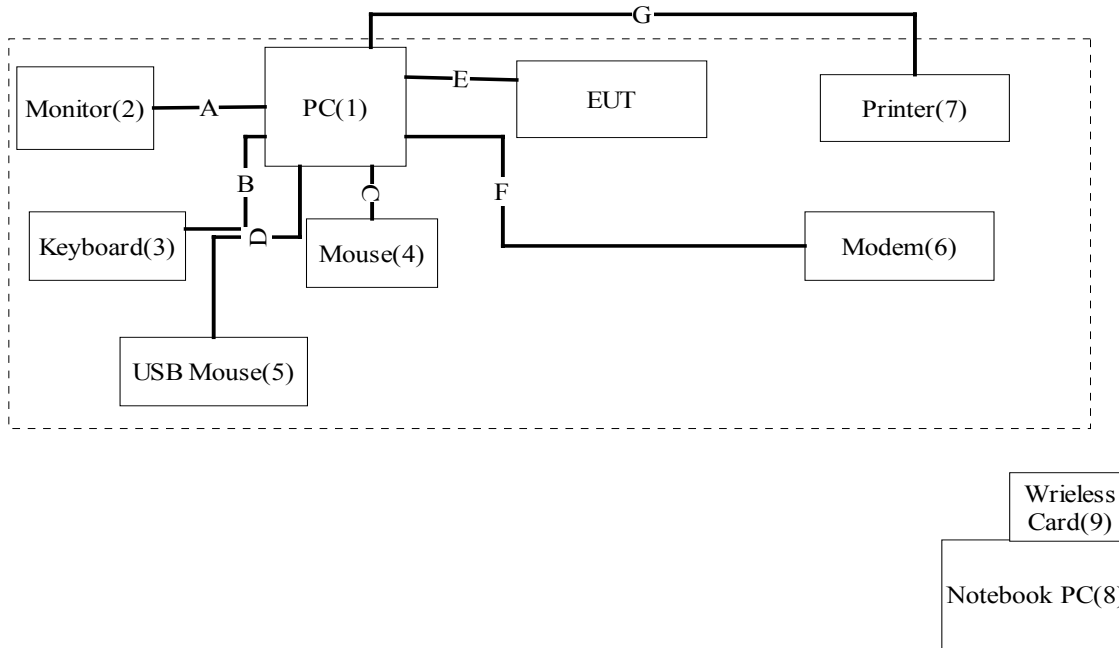 G
Monitor(2)
A
PC(1)
E
EUT
Printer(7)
B
C
F
Keyboard(3)
D
Mouse(4)
Modem(6)
USB Mouse(5)
Wrieless
Card(9)
Notebook PC(8)